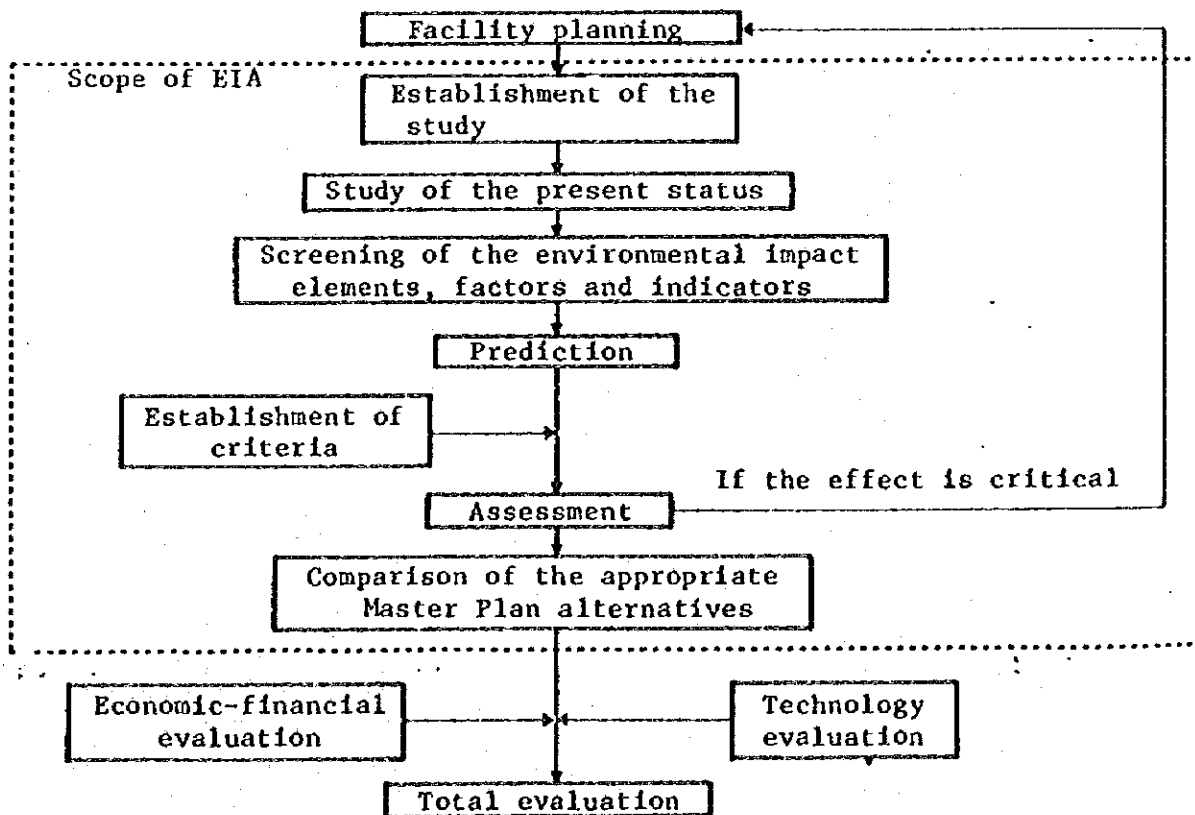 Facility planning
Scope of EIA
Establishment of the
study
Study of the present status
Screening of the environmental impact
elements, factors and indicators
Prediction
Establishment of
criteria
If the effect is critical
Assessment
Comparison of the appropriate
Master Plan alternatives
Economic-financial
evaluation
Technology
evaluation
Total evaluation